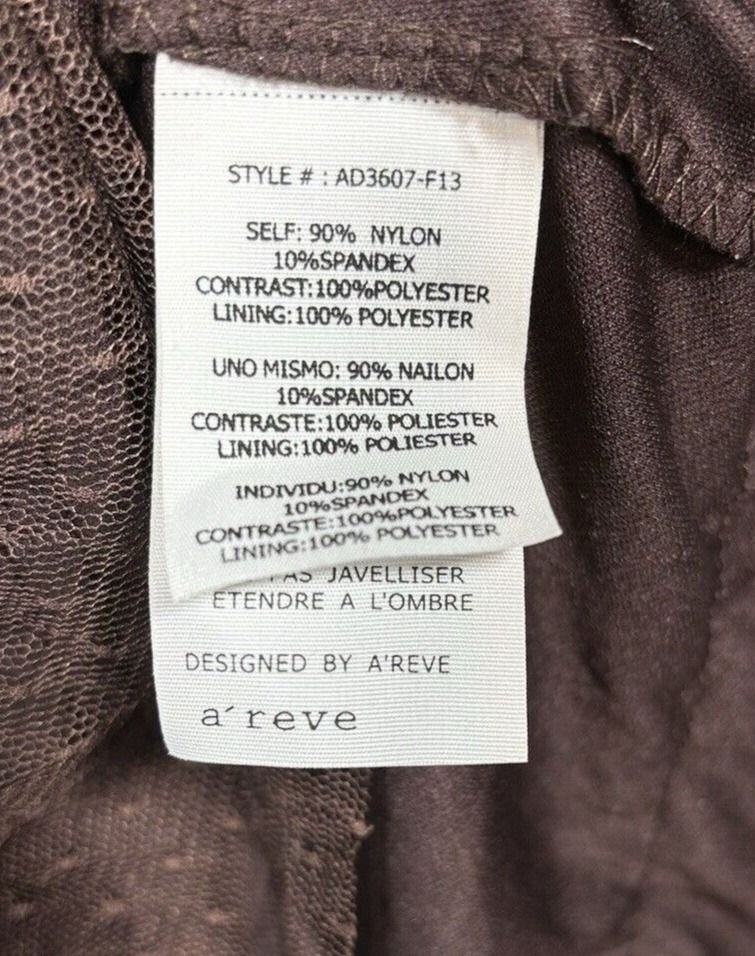 STYLE # : AD3607-F13
SELF: 90% NYLON
10%SPANDEX
CONTRAST:100%POLYESTER
LINING:100% POLYESTER
UNO MISMO: 90% NAILON
10%SPANDEX
CONTRASTE:100% POLIESTER
LINING:100% POLIESTER
INDIVIDU:90% NYLON
10%SPANDEX
CONTRASTE:100%POLYESTER
LINING:100% POLYESTER
PAS JAVELLISER
ETENDRE A L'OMBRE
DESIGNED BY A'REVE
a´reve